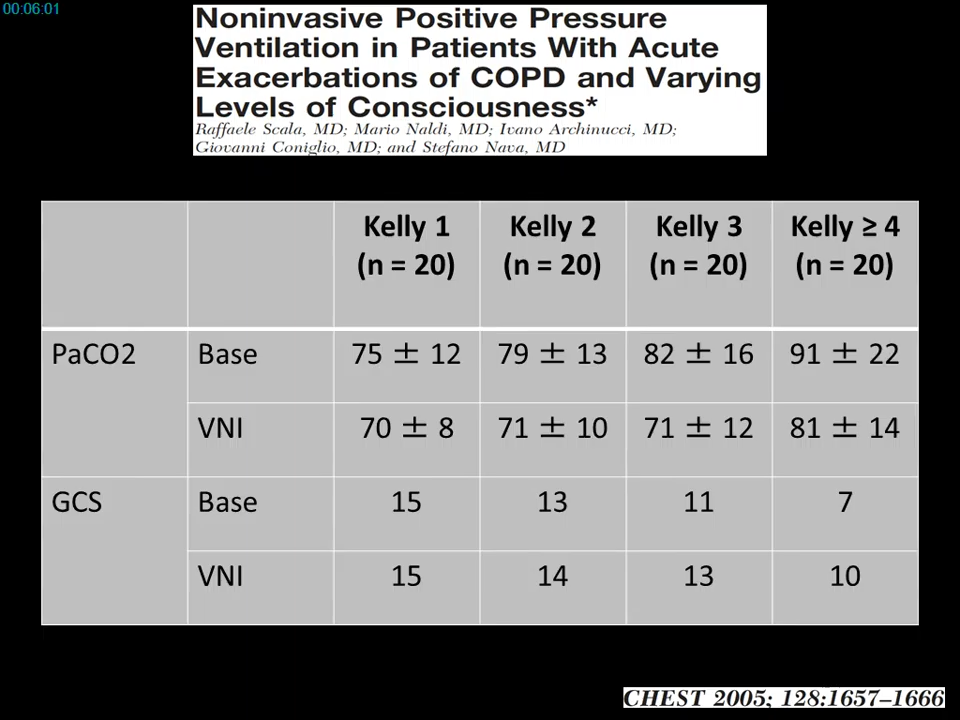 00:06:01
Noninvasive Positive Pressure
Ventilation in Patients With Acute
Exacerbations of COPD and Varying
Levels of Consciousness*
Raffaele Scala, MD; Mario Naldi, MD; Ivano Archinucci, MD;
Giovanni Coniglio, MD; and Stefano Nava, MD
Kelly 1 Kelly 2 Kelly 3 Kelly ≥ 4
(n = 20) (n = 20) (n = 20) (n = 20)
PaCO2 Base 75 ± 12 79 ± 13 82 ± 16 91 ± 22
VNI 70 ± 8 71 ± 10 71 ± 12 81 ± 14
GCS Base 15 13 11 7
VNI 15 14 13 10
CHEST 2005; 128:1657–1666